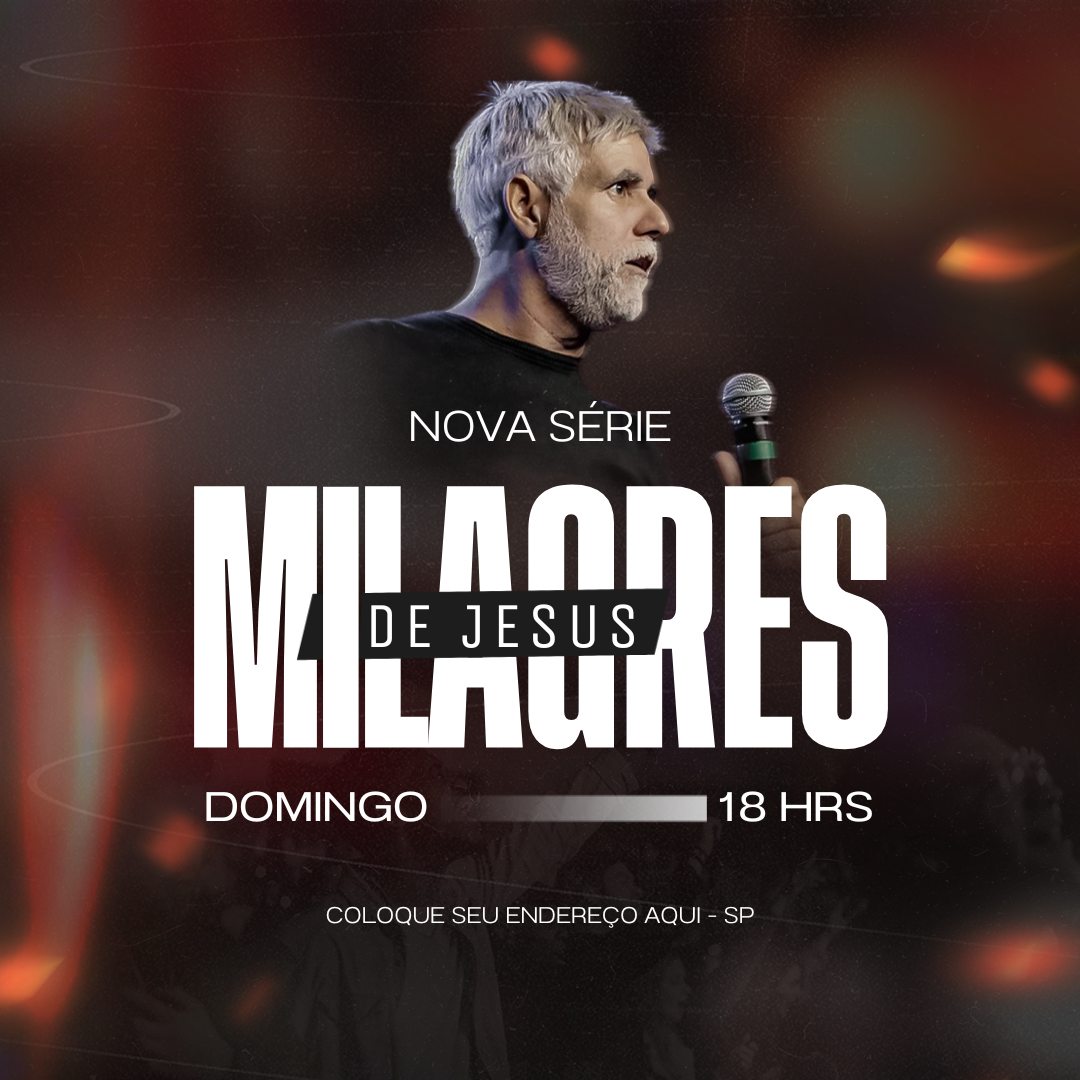 NOVA SÉRIE
MILAGRES
DE JESUS
DOMINGO 18 HRS
COLOQUE SEU ENDEREÇO AQUI - SP